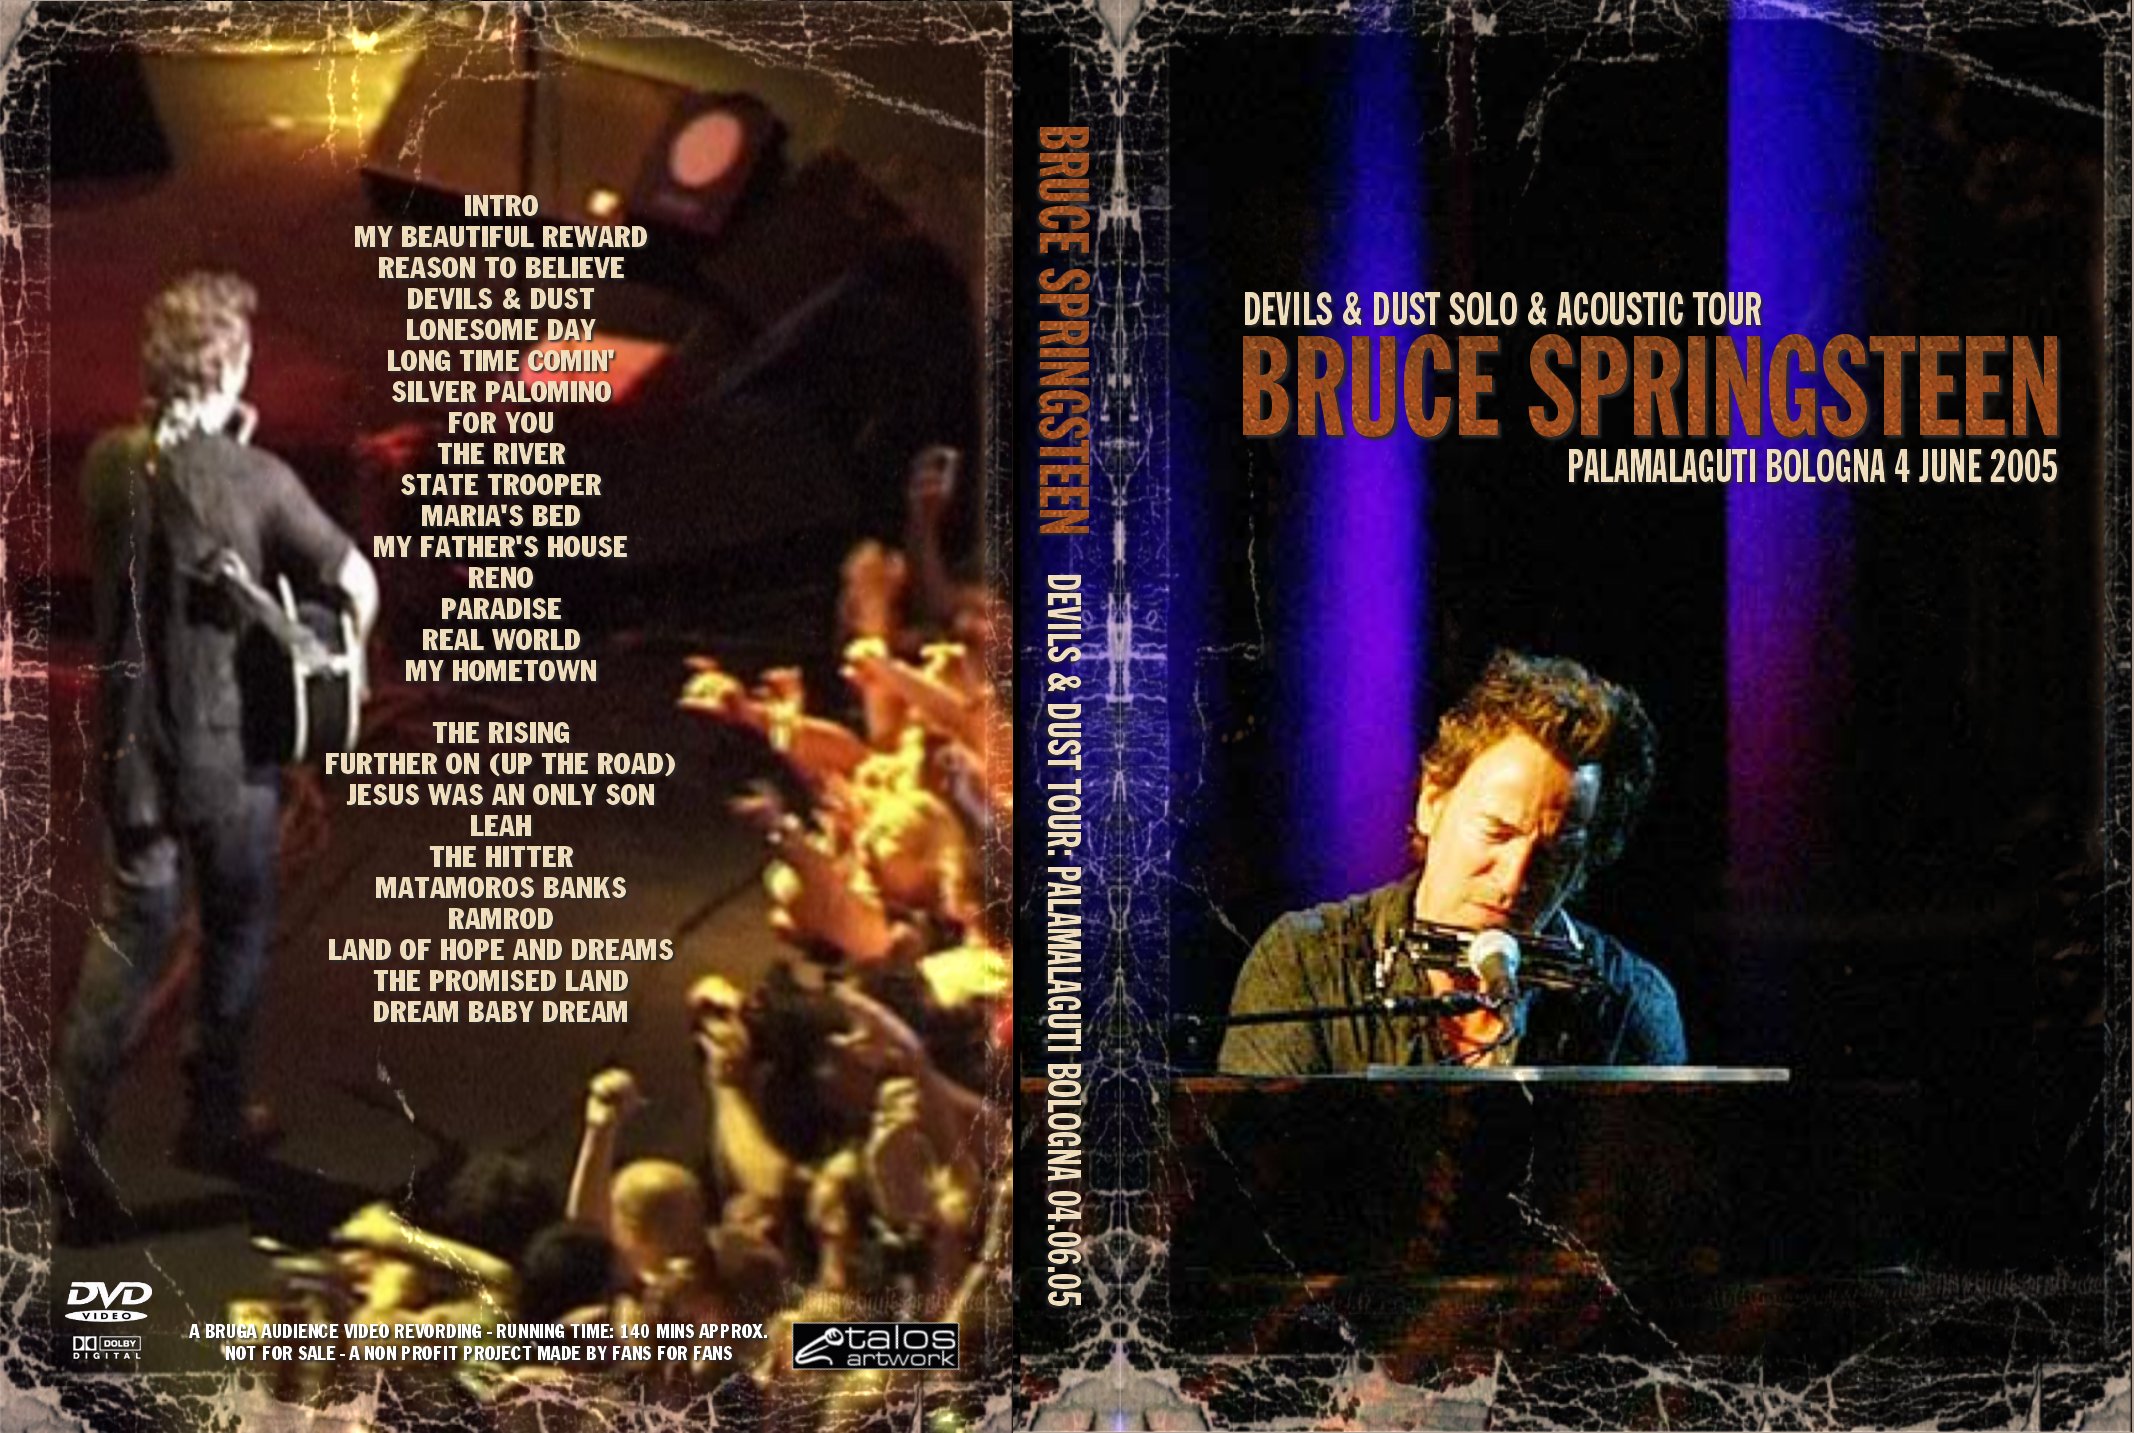 INTRO
MY BEAUTIFUL REWARD
REASON TO BELIEVE
DEVILS & DUST
LONESOME DAY
LONG TIME COMIN'
SILVER PALOMINO
FOR YOU
THE RIVER
STATE TROOPER
MARIA'S BED
MY FATHER'S HOUSE
RENO
PARADISE
REAL WORLD
MY HOMETOWN
THE RISING
FURTHER ON (UP THE ROAD)
JESUS WAS AN ONLY SON
LEAH
THE HITTER
MATAMOROS BANKS
RAMROD
LAND OF HOPE AND DREAMS
THE PROMISED LAND
DREAM BABY DREAM
DVD
VIDEO
DOLBY
DIGITAL
A BRUGA AUDIENCE VIDEO REVORDING - RUNNING TIME: 140 MINS APPROX.
NOT FOR SALE - A NON PROFIT PROJECT MADE BY FANS FOR FANS
talos
artwork
BRUCE SPRINGSTEEN DEVILS & DUST TOUR: PALAMALAGUTI BOLOGNA 04.06.05
DEVILS & DUST SOLO & ACOUSTIC TOUR
BRUCE SPRINGSTEEN
PALAMALAGUTI BOLOGNA 4 JUNE 2005